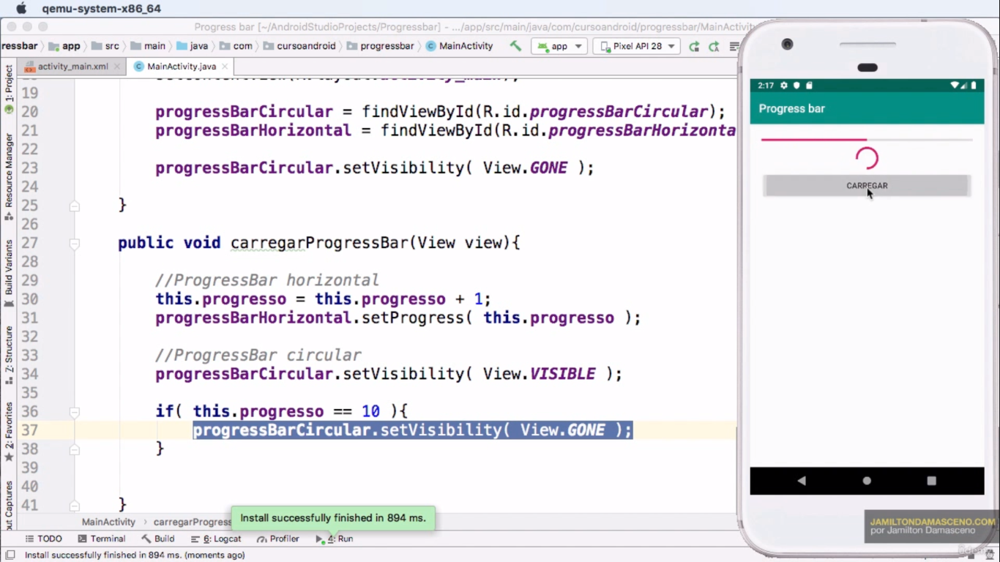 qemu-system-x86_64
Progress bar [~/AndroidStudioProjects/Progressbar] - .../app/src/main/java/com/cursoandroid/progressbar/MainActivity
ressbar app src main java com cursoandroid progressbar MainActivity app Pixel API 28
activity_main.xml MainActivity.java
19
20 progressBarCircular = findViewById(R.id.progressBarCircular);
21 progressBarHorizontal = findViewById(R.id.progressBarHorizonta
22
23 progressBarCircular.setVisibility( View.GONE );
24
25 }
26
27 public void carregarProgressBar(View view){
28
29 //ProgressBar horizontal
30 this.progresso = this.progresso + 1;
31 progressBarHorizontal.setProgress( this.progresso );
32
33 //ProgressBar circular
34 progressBarCircular.setVisibility( View.VISIBLE );
35
36 if( this.progresso == 10 ){
37 progressBarCircular.setVisibility( View.GONE );
38 }
39
40
41 }
1: Project
Resource Manager
Build Variants
7: Structure
2: Favorites
out Captures
MainActivity carregarProgress
Install successfully finished in 894 ms.
TODO Terminal Build 6: Logcat Profiler 4: Run
Install successfully finished in 894 ms. (moments ago)
2:17
Progress bar
CARREGAR
JAMILTONDAMASCENO.COM
por Jamilton Damasceno